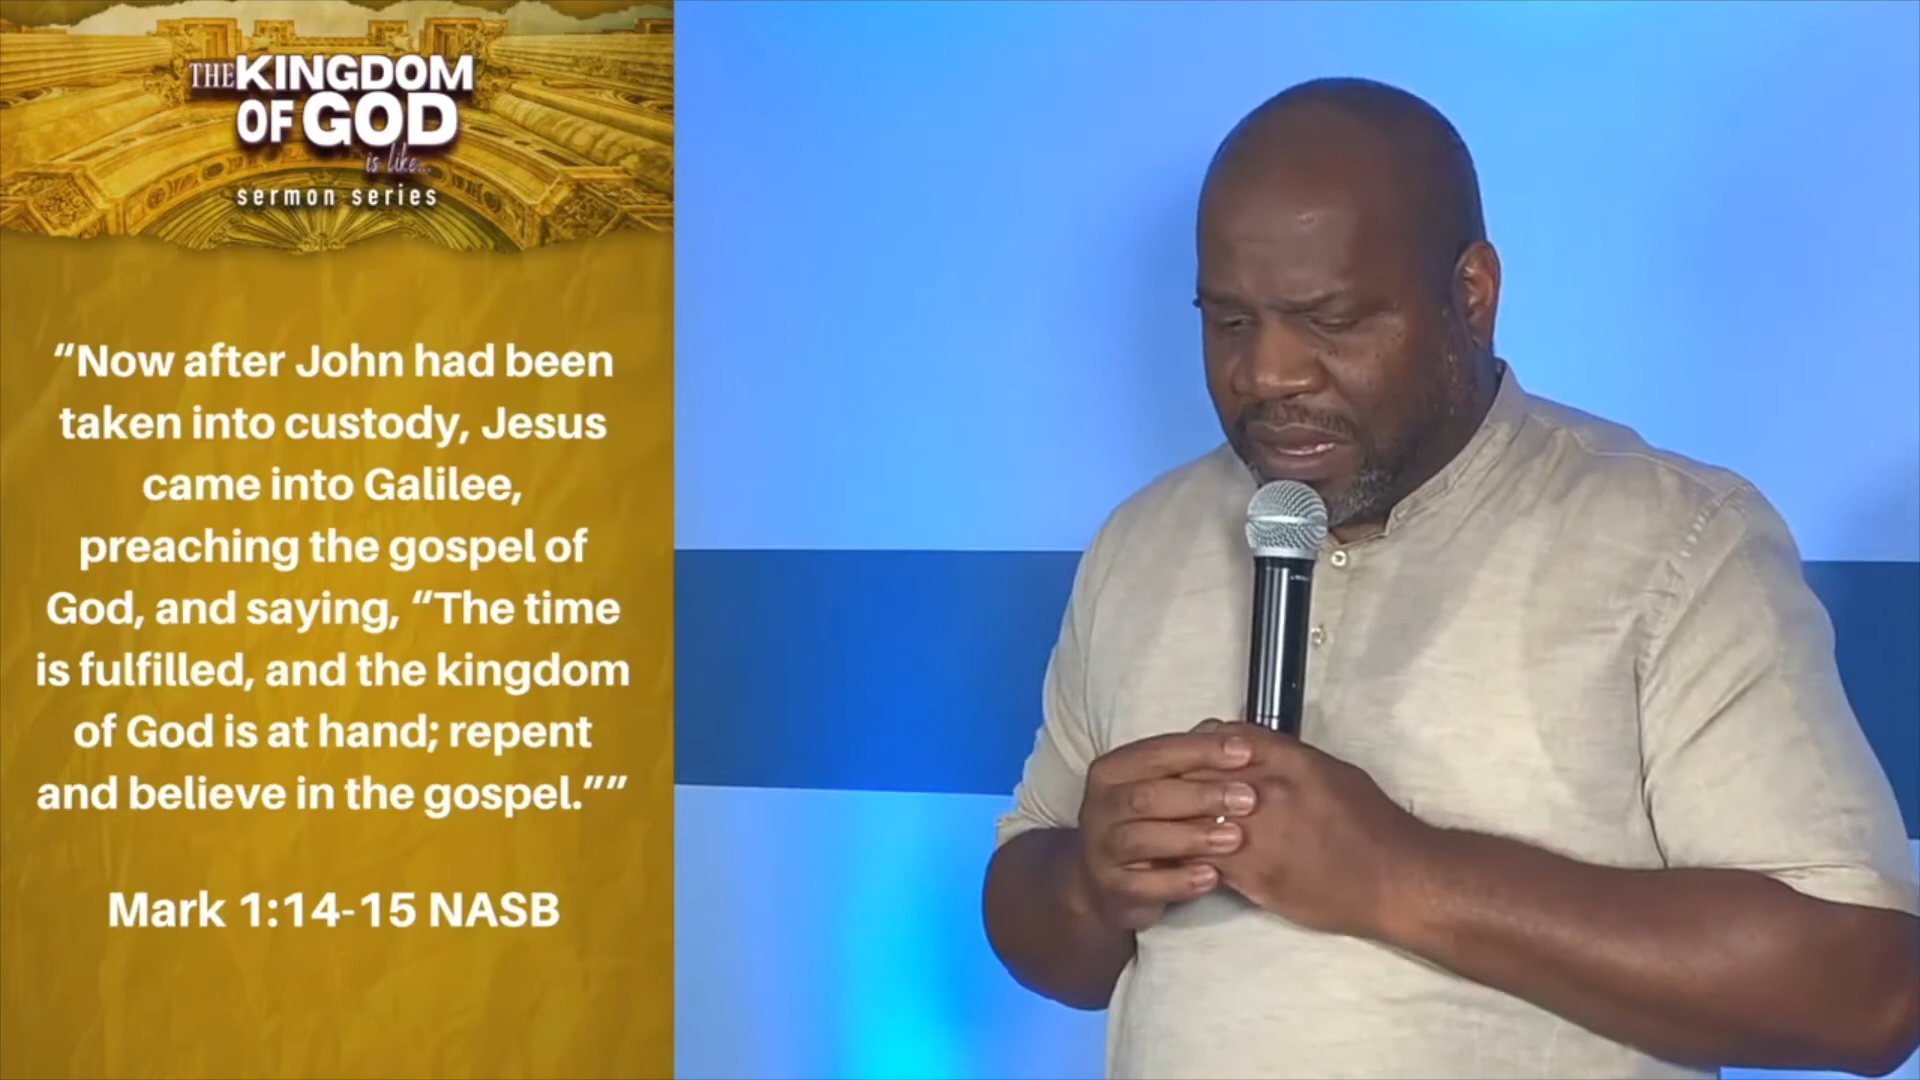 THE KINGDOM
OF GOD
is like...
sermon series
“Now after John had been
taken into custody, Jesus
came into Galilee,
preaching the gospel of
God, and saying, “The time
is fulfilled, and the kingdom
of God is at hand; repent
and believe in the gospel.””
Mark 1:14-15 NASB